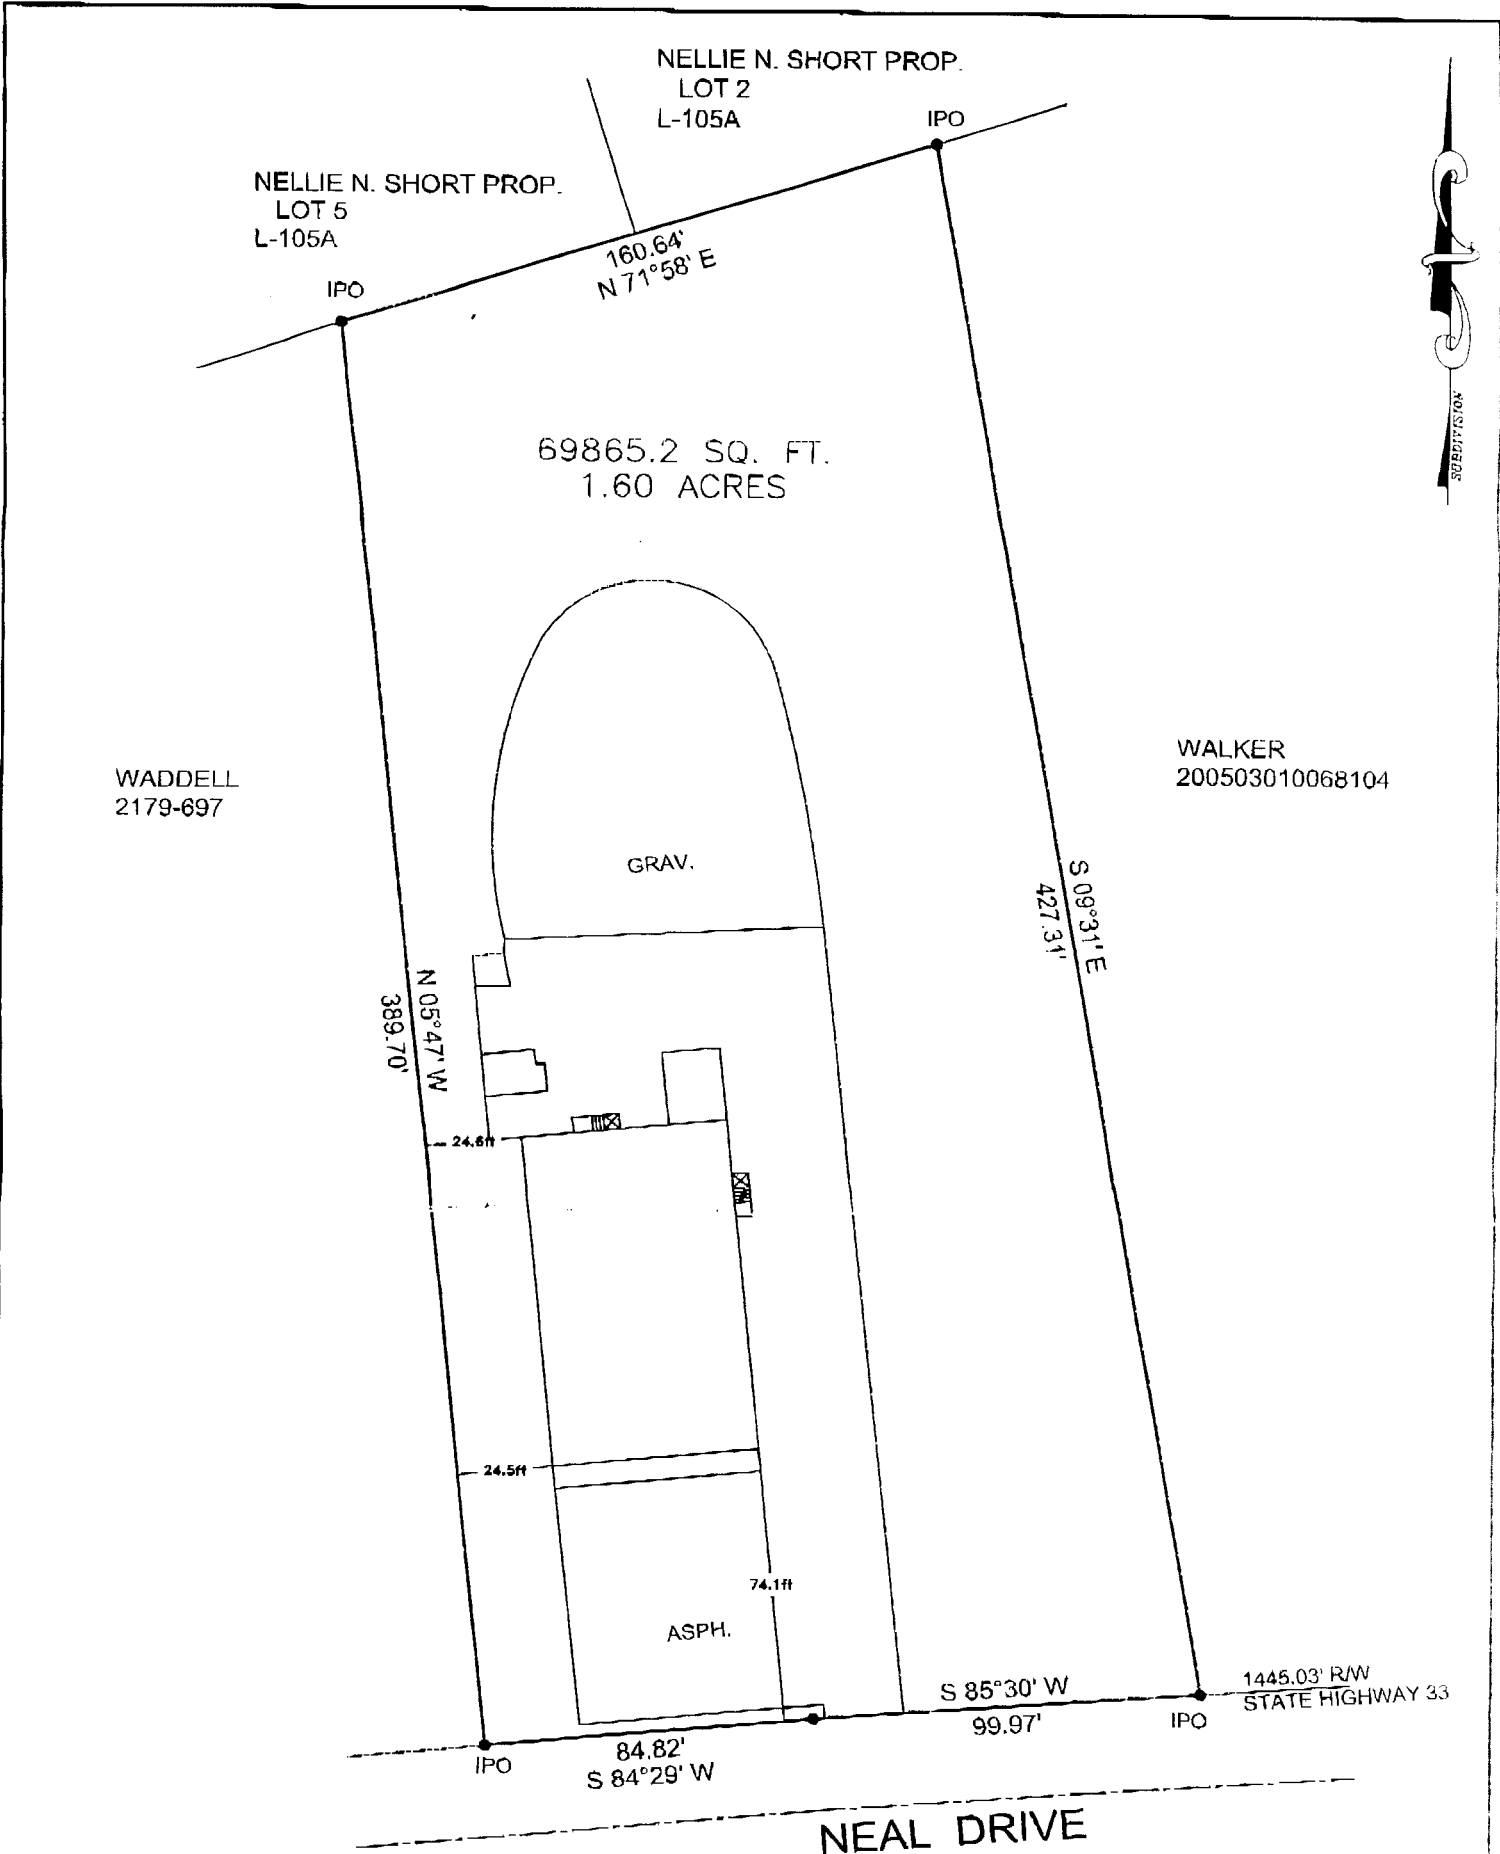 NELLIE N. SHORT PROP.
LOT 2
L-105A
IPO
NELLIE N. SHORT PROP.
LOT 5
L-105A
IPO
160.64'
N 71°58' E
SUBDIVISION
69865.2 SQ. FT.
1.60 ACRES
WADDELL
2179-697
WALKER
200503010068104
GRAV.
S 09°31' E
427.31'
N 05°47' W
389.70'
24.6ft
24.5ft
74.1ft
ASPH.
S 85°30' W
99.97'
1445.03' R/W
STATE HIGHWAY 33
IPO
IPO
84.82'
S 84°29' W
NEAL DRIVE